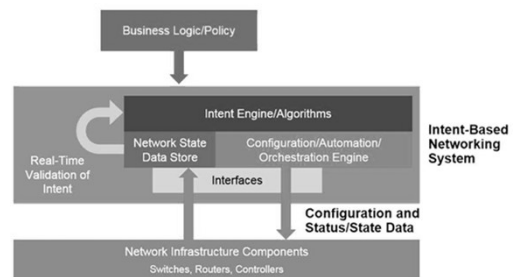 Business Logic/Policy
Intent Engine/Algorithms
Network State
Data Store
Configuration/Automation/
Orchestration Engine
Real-Time
Validation of
Intent
Interfaces
Intent-Based
Networking
System
Configuration and
Status/State Data
Network Infrastructure Components
Switches, Routers, Controllers